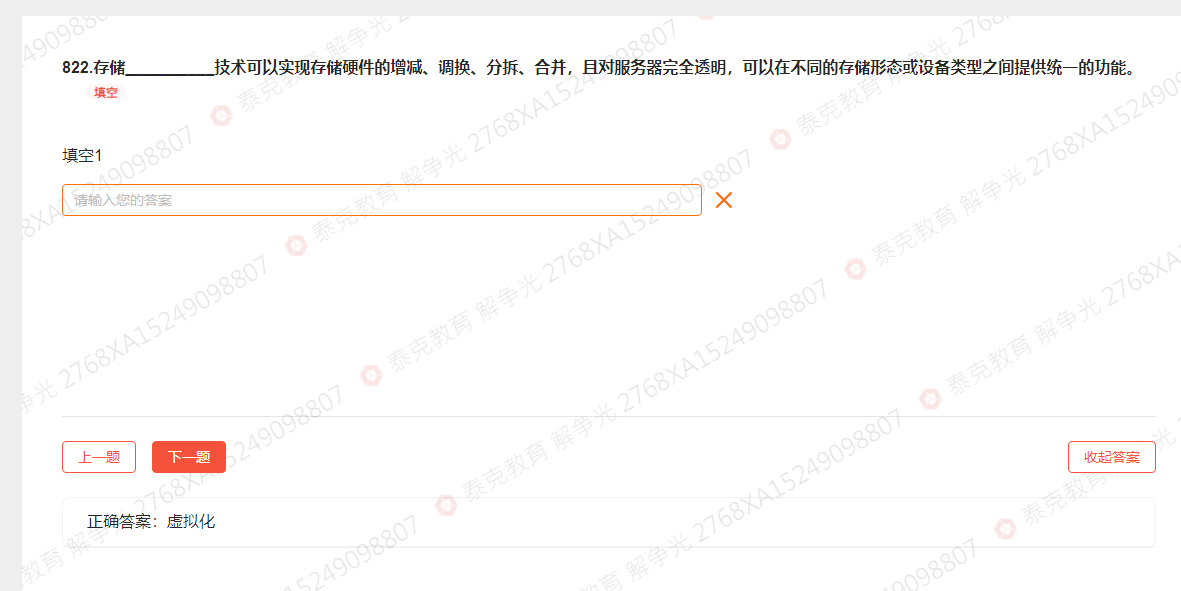 822.存储___________技术可以实现存储硬件的增减、调换、分拆、合并，且对服务器完全透明，可以在不同的存储形态或设备类型之间提供统一的功能。
填空
填空1
请输入您的答案
上一题
下一题
收起答案
正确答案：虚拟化
泰克教育 解争光 2768XA15249098807